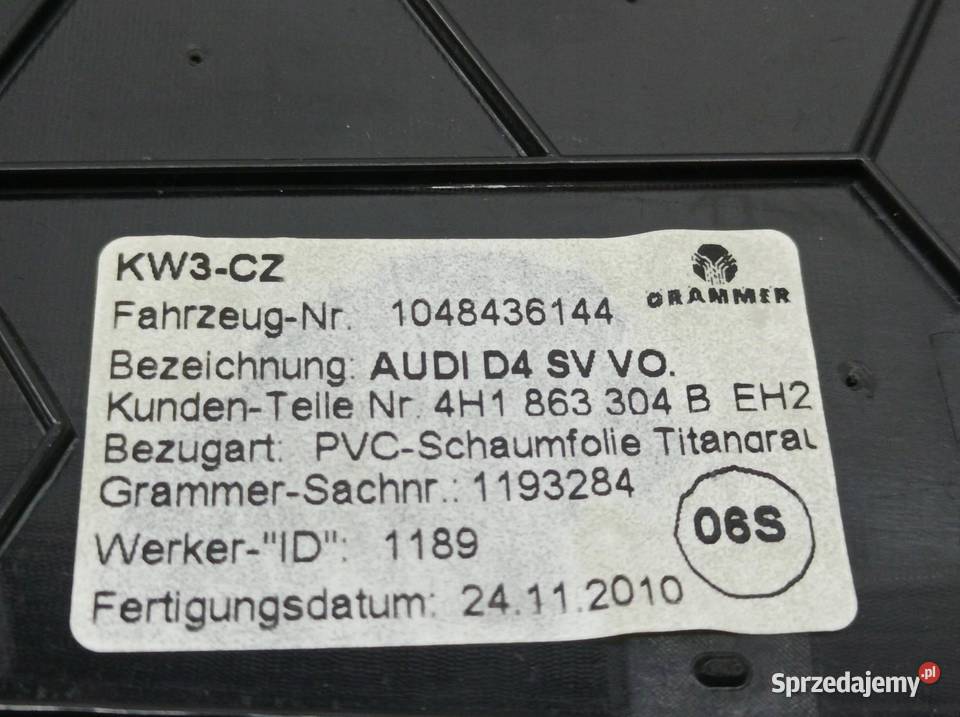 KW3-CZ
GRAMMER
Fahrzeug-Nr. 1048436144
Bezeichnung: AUDI D4 SV VO.
Kunden-Teile Nr. 4H1 863 304 B EH2
Bezugart: PVC-Schaumfolie Titangrau
Grammer-Sachnr.: 1193284
06S
Werker-"ID": 1189
Fertigungsdatum: 24.11.2010
Sprzedajemy.pl